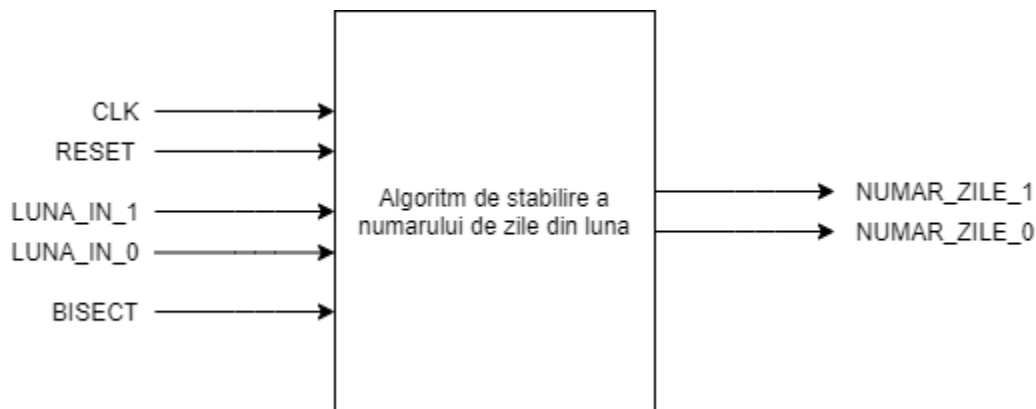 CLK
RESET
LUNA_IN_1
LUNA_IN_0
BISECT
Algoritm de stabilire a
numarului de zile din luna
NUMAR_ZILE_1
NUMAR_ZILE_0